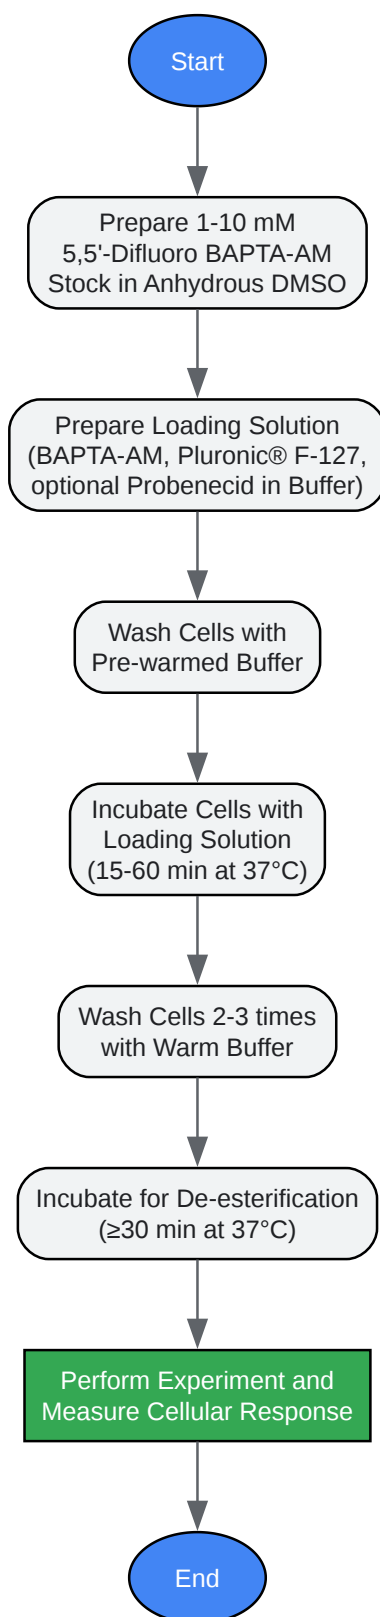 Start
Prepare 1-10 mM
5,5'-Difluoro BAPTA-AM
Stock in Anhydrous DMSO
Prepare Loading Solution
(BAPTA-AM, Pluronic® F-127,
optional Probenecid in Buffer)
Wash Cells with
Pre-warmed Buffer
Incubate Cells with
Loading Solution
(15-60 min at 37°C)
Wash Cells 2-3 times
with Warm Buffer
Incubate for De-esterification
(≥30 min at 37°C)
Perform Experiment and
Measure Cellular Response
End